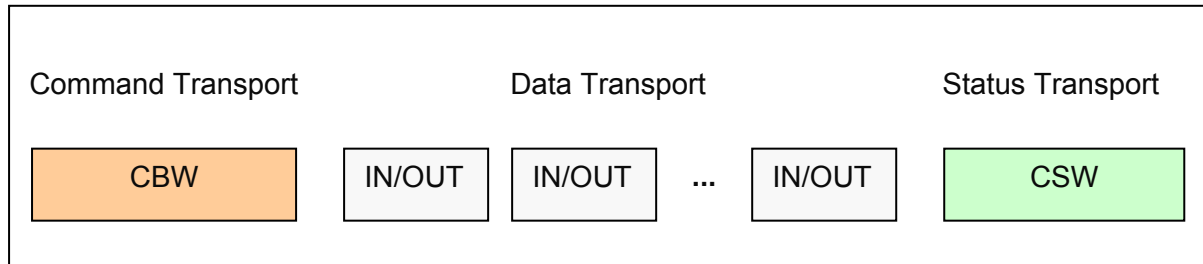 Command Transport Data Transport Status Transport
CBW IN/OUT IN/OUT ... IN/OUT CSW